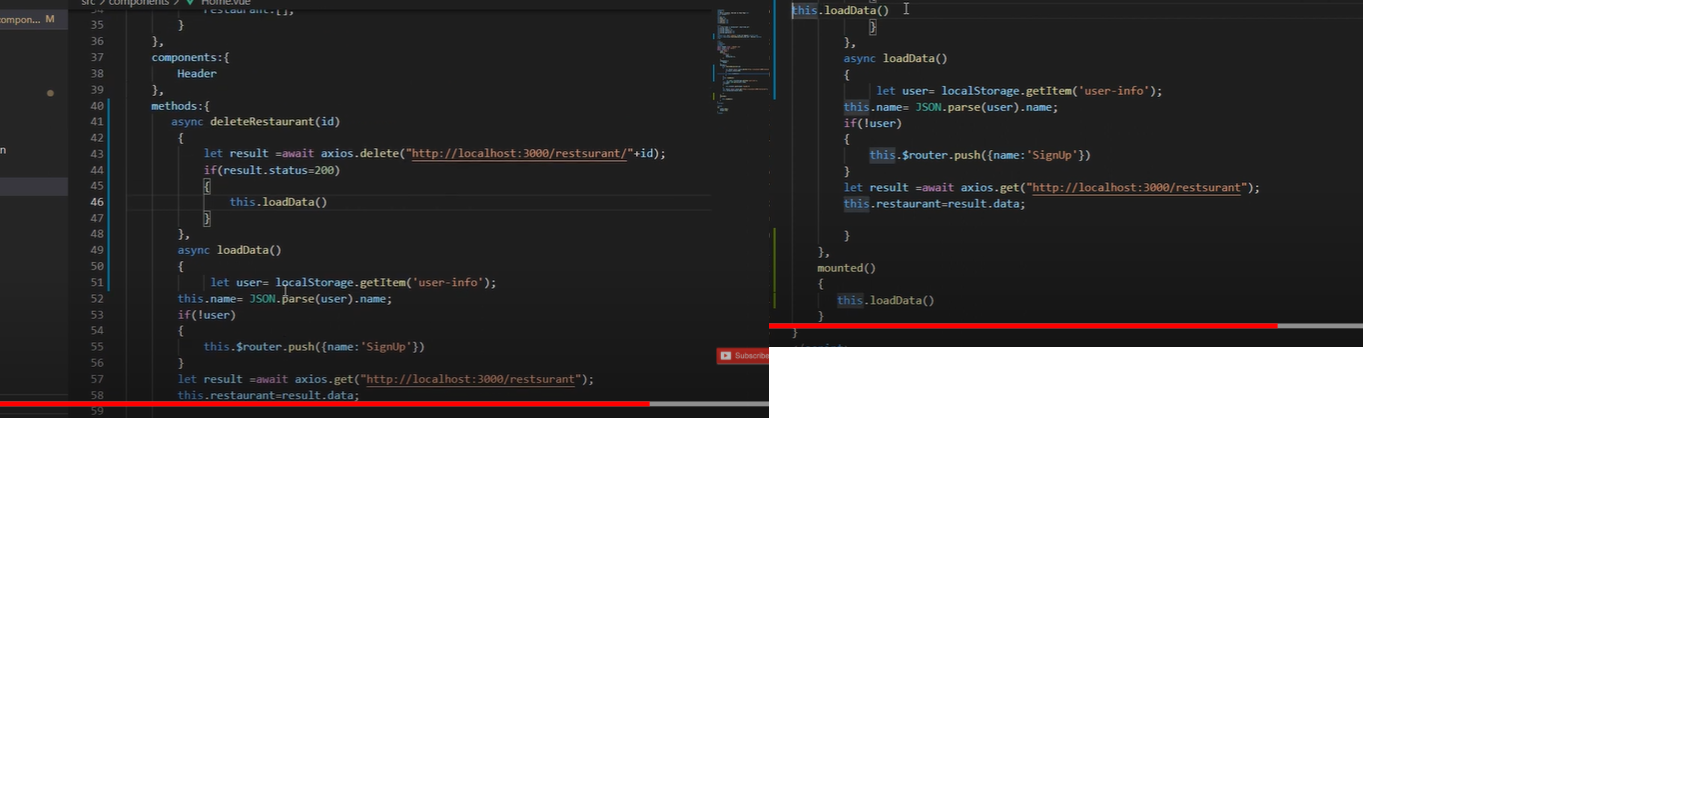 src > components > Home.vue
compon... M
34 restaurant:[],
35 }
36 },
37 components:{
38 Header
39 },
40 methods:{
41 async deleteRestaurant(id)
42 {
43 let result =await axios.delete("http://localhost:3000/restsurant/"+id);
44 if(result.status=200)
45 {
46 this.loadData()
47 }
48 },
49 async loadData()
50 {
51 let user= localStorage.getItem('user-info');
52 this.name= JSON.parse(user).name;
53 if(!user)
54 {
55 this.$router.push({name:'SignUp'})
56 }
57 let result =await axios.get("http://localhost:3000/restsurant");
58 this.restaurant=result.data;
59
n
Subscribe
this.loadData()
}
},
async loadData()
{
let user= localStorage.getItem('user-info');
this.name= JSON.parse(user).name;
if(!user)
{
this.$router.push({name:'SignUp'})
}
let result =await axios.get("http://localhost:3000/restsurant");
this.restaurant=result.data;
}
},
mounted()
{
this.loadData()
}
}